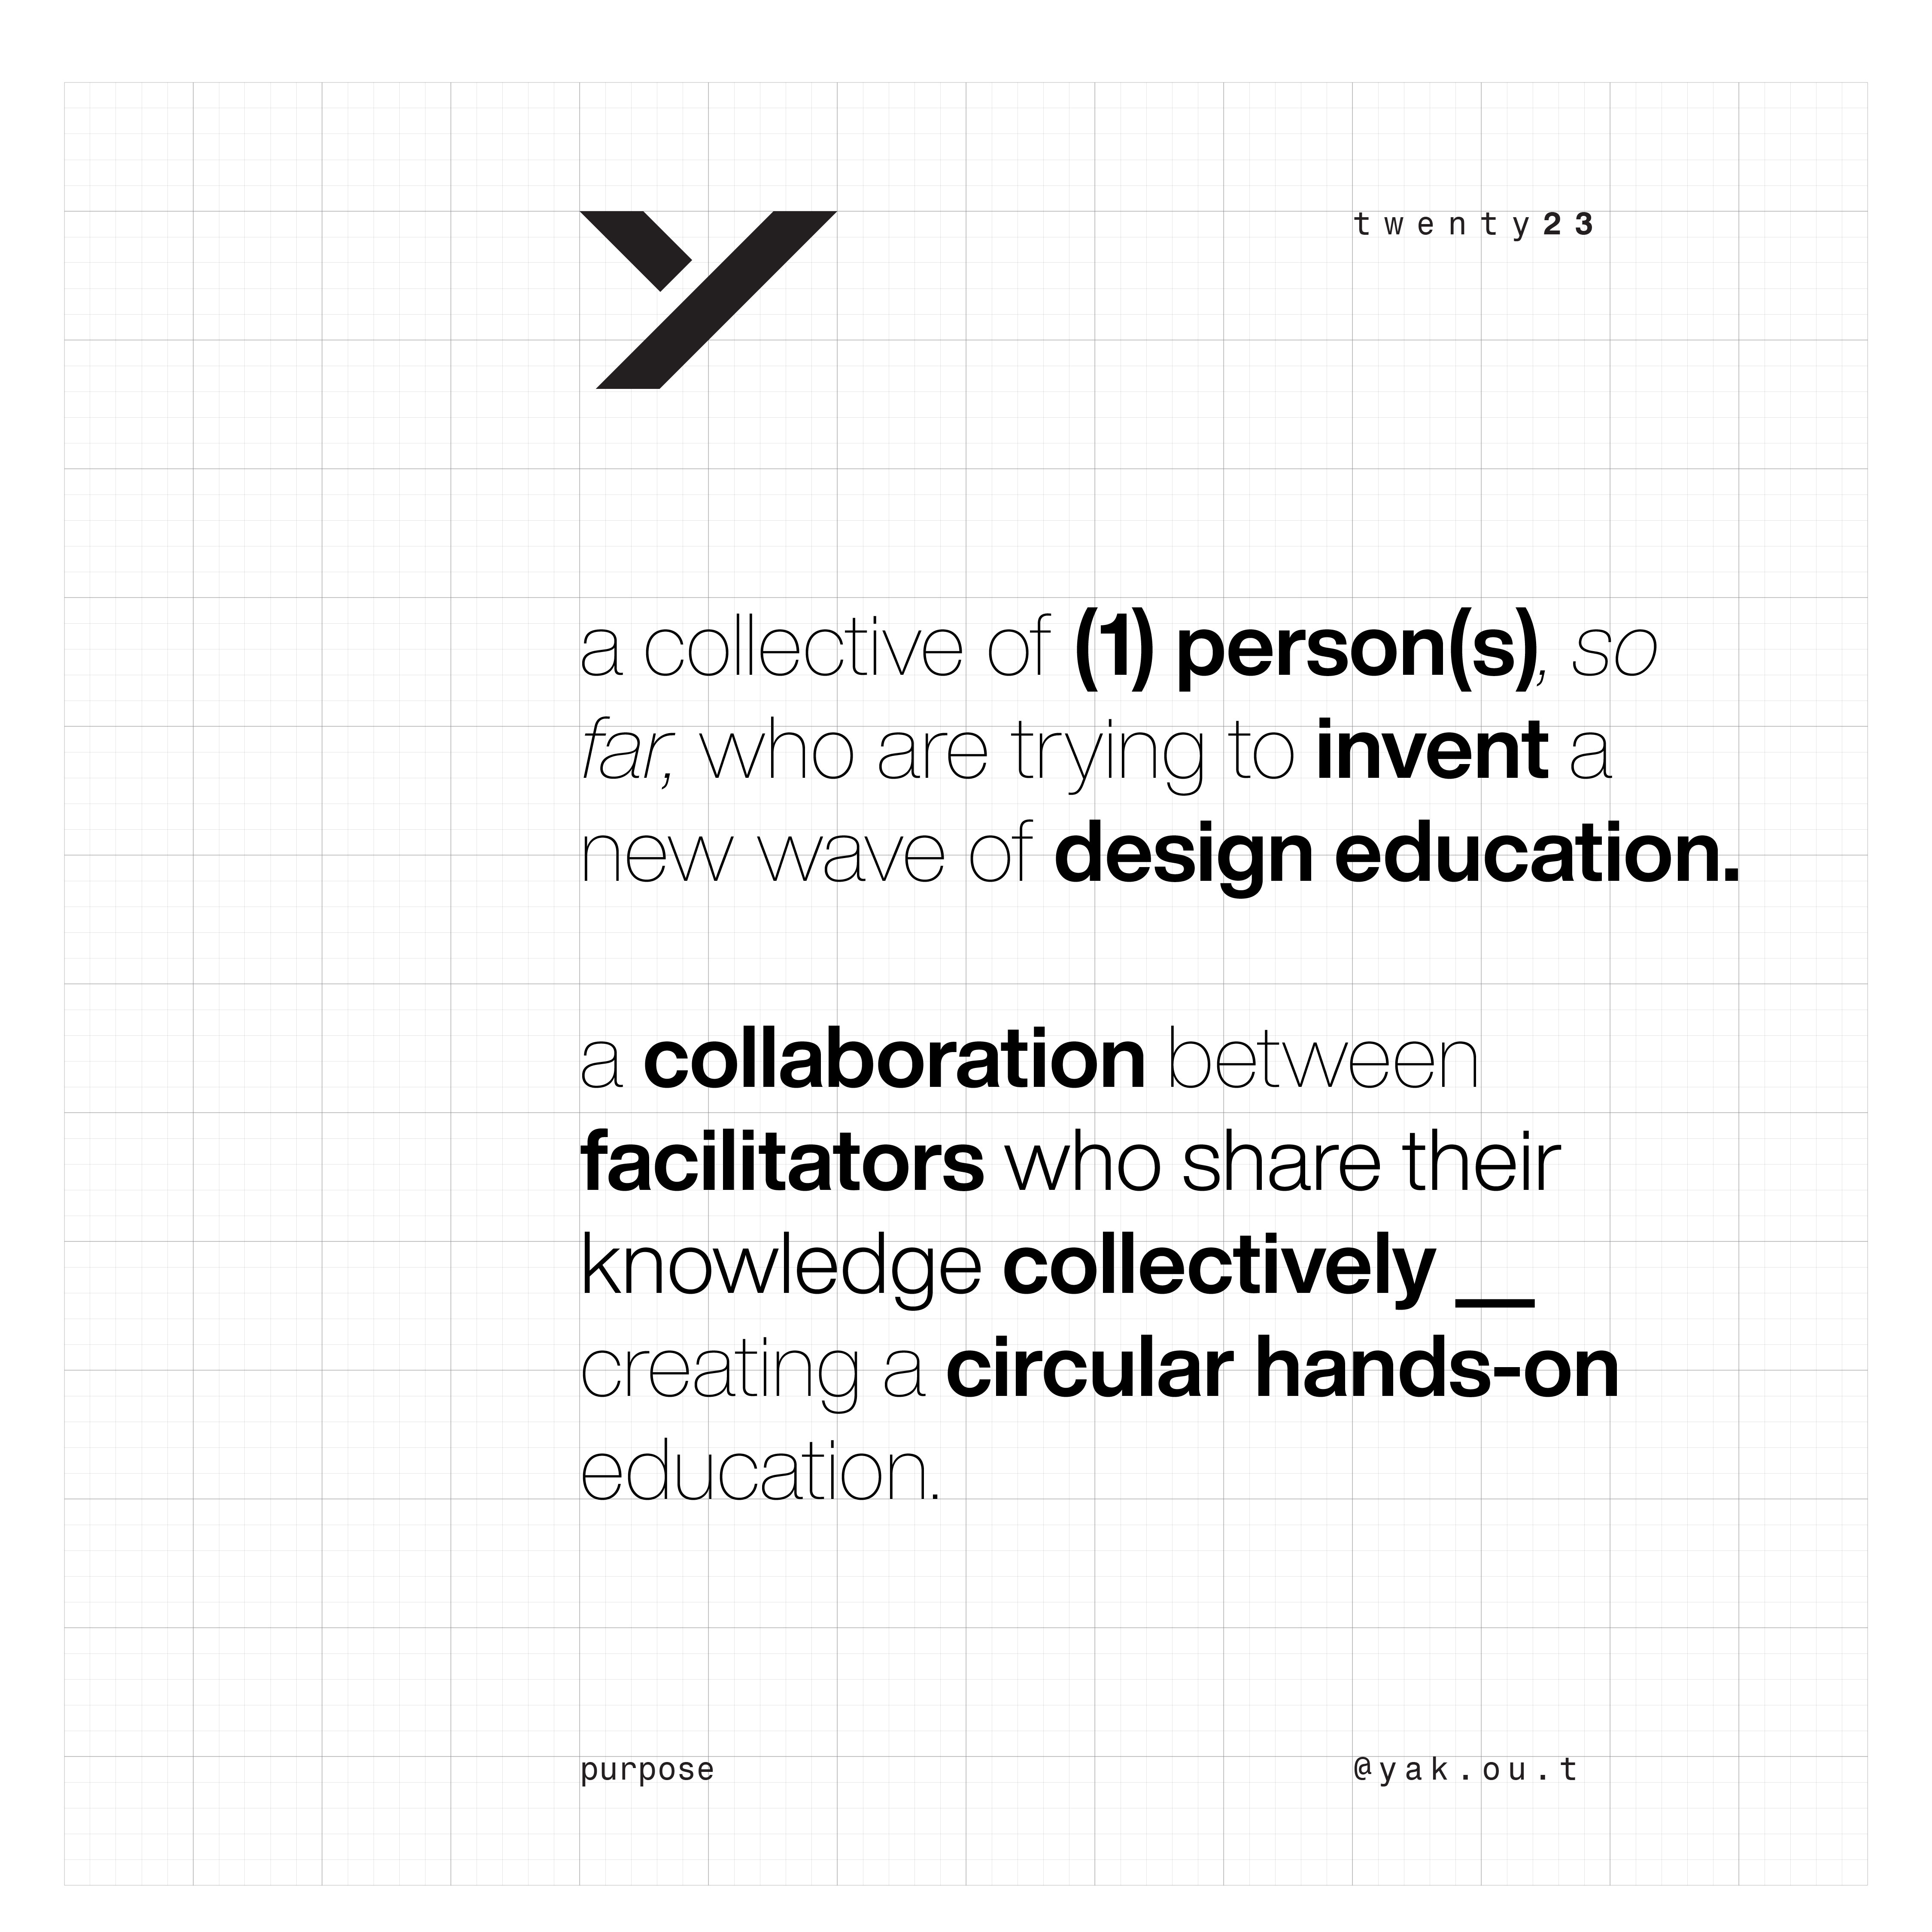 Y
twenty23
a collective of (1) person(s), so
far, who are trying to invent a
new wave of design education.
a collaboration between
facilitators who share their
knowledge collectively __
creating a circular hands-on
education.
purpose
@yak.ou.t